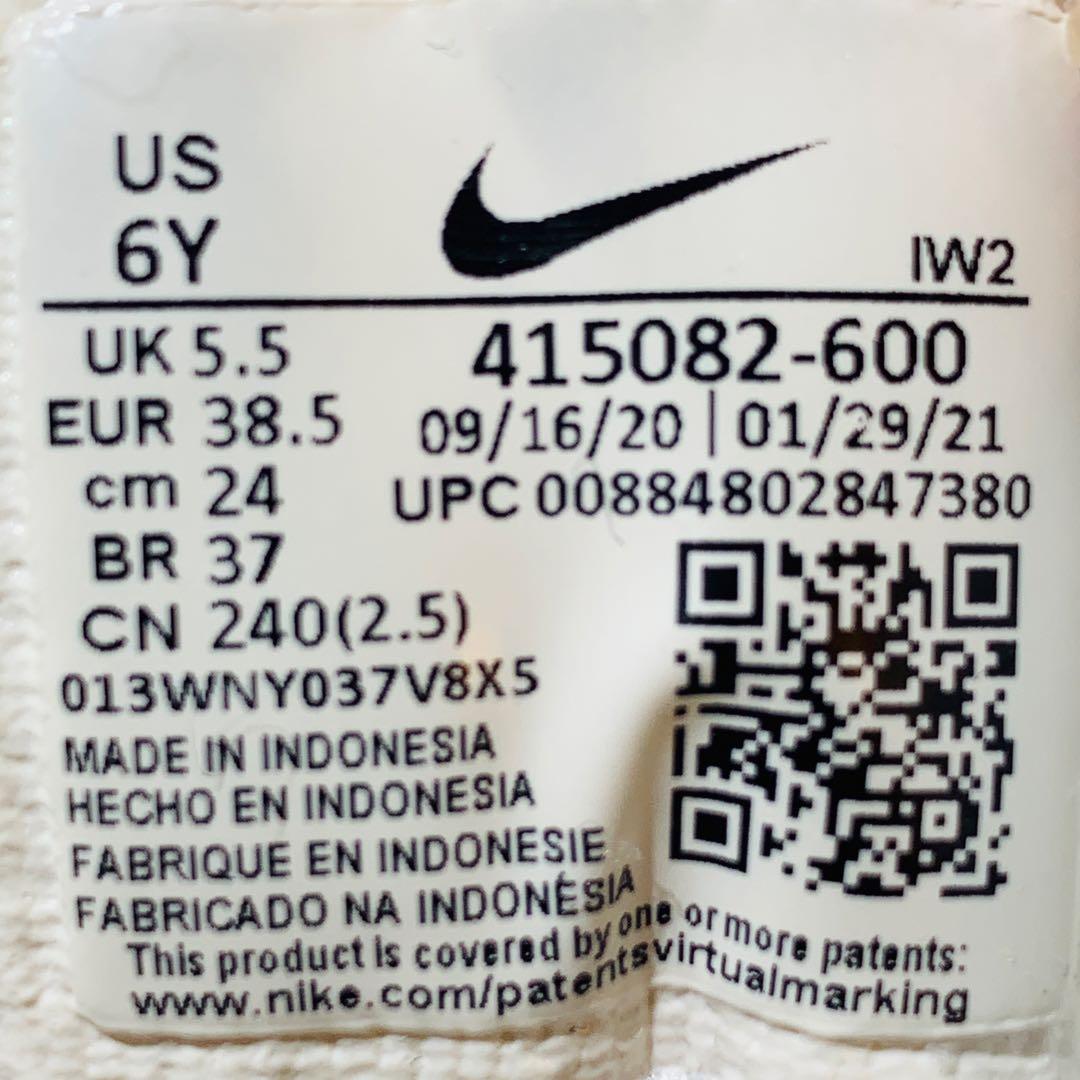 US
6Y
IW2
UK 5.5
415082-600
EUR 38.5
09/16/20 | 01/29/21
cm 24
UPC 00884802847380
BR 37
CN 240(2.5)
013WNY037V8X5
MADE IN INDONESIA
HECHO EN INDONESIA
FABRIQUE EN INDONESIE
FABRICADO NA INDONÉSIA
This product is covered by one or more patents:
www.nike.com/patentsvirtualmarking